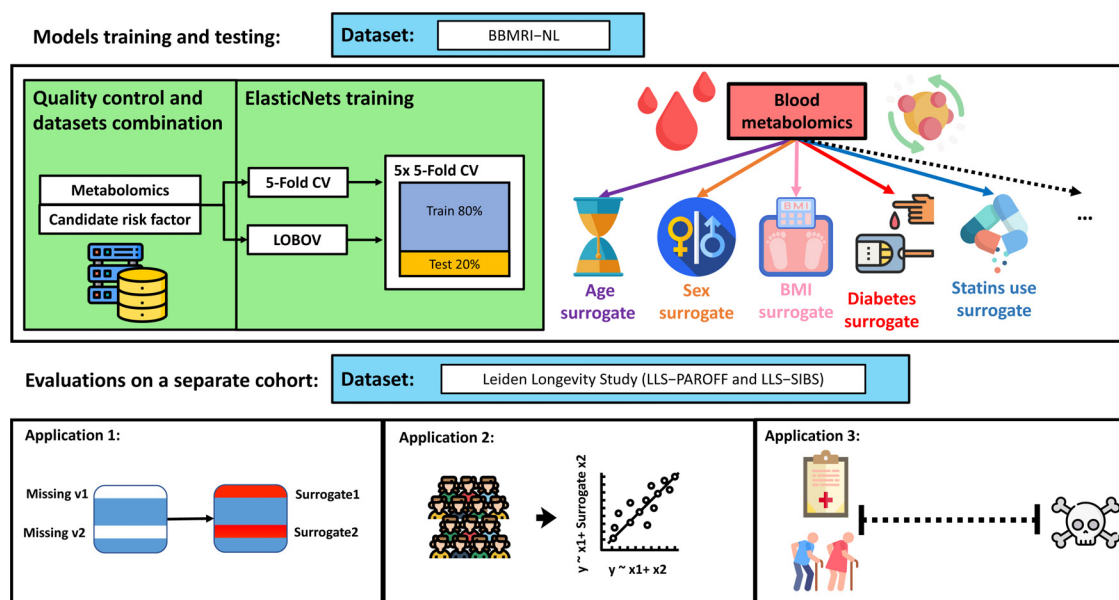 Models training and testing:
Dataset:
BBMRI−NL
Quality control and
datasets combination
ElasticNets training
Metabolomics
Candidate risk factor
5-Fold CV
LOBOV
5x 5-Fold CV
Train 80%
Test 20%
Blood
metabolomics
BMI
...
Age
surrogate
Sex
surrogate
BMI
surrogate
Diabetes
surrogate
Statins use
surrogate
Evaluations on a separate cohort:
Dataset:
Leiden Longevity Study (LLS−PAROFF and LLS−SIBS)
Application 1:
Missing v1
Missing v2
Surrogate1
Surrogate2
Application 2:
y ~ x1+ Surrogate x2
y ~ x1+ x2
Application 3: